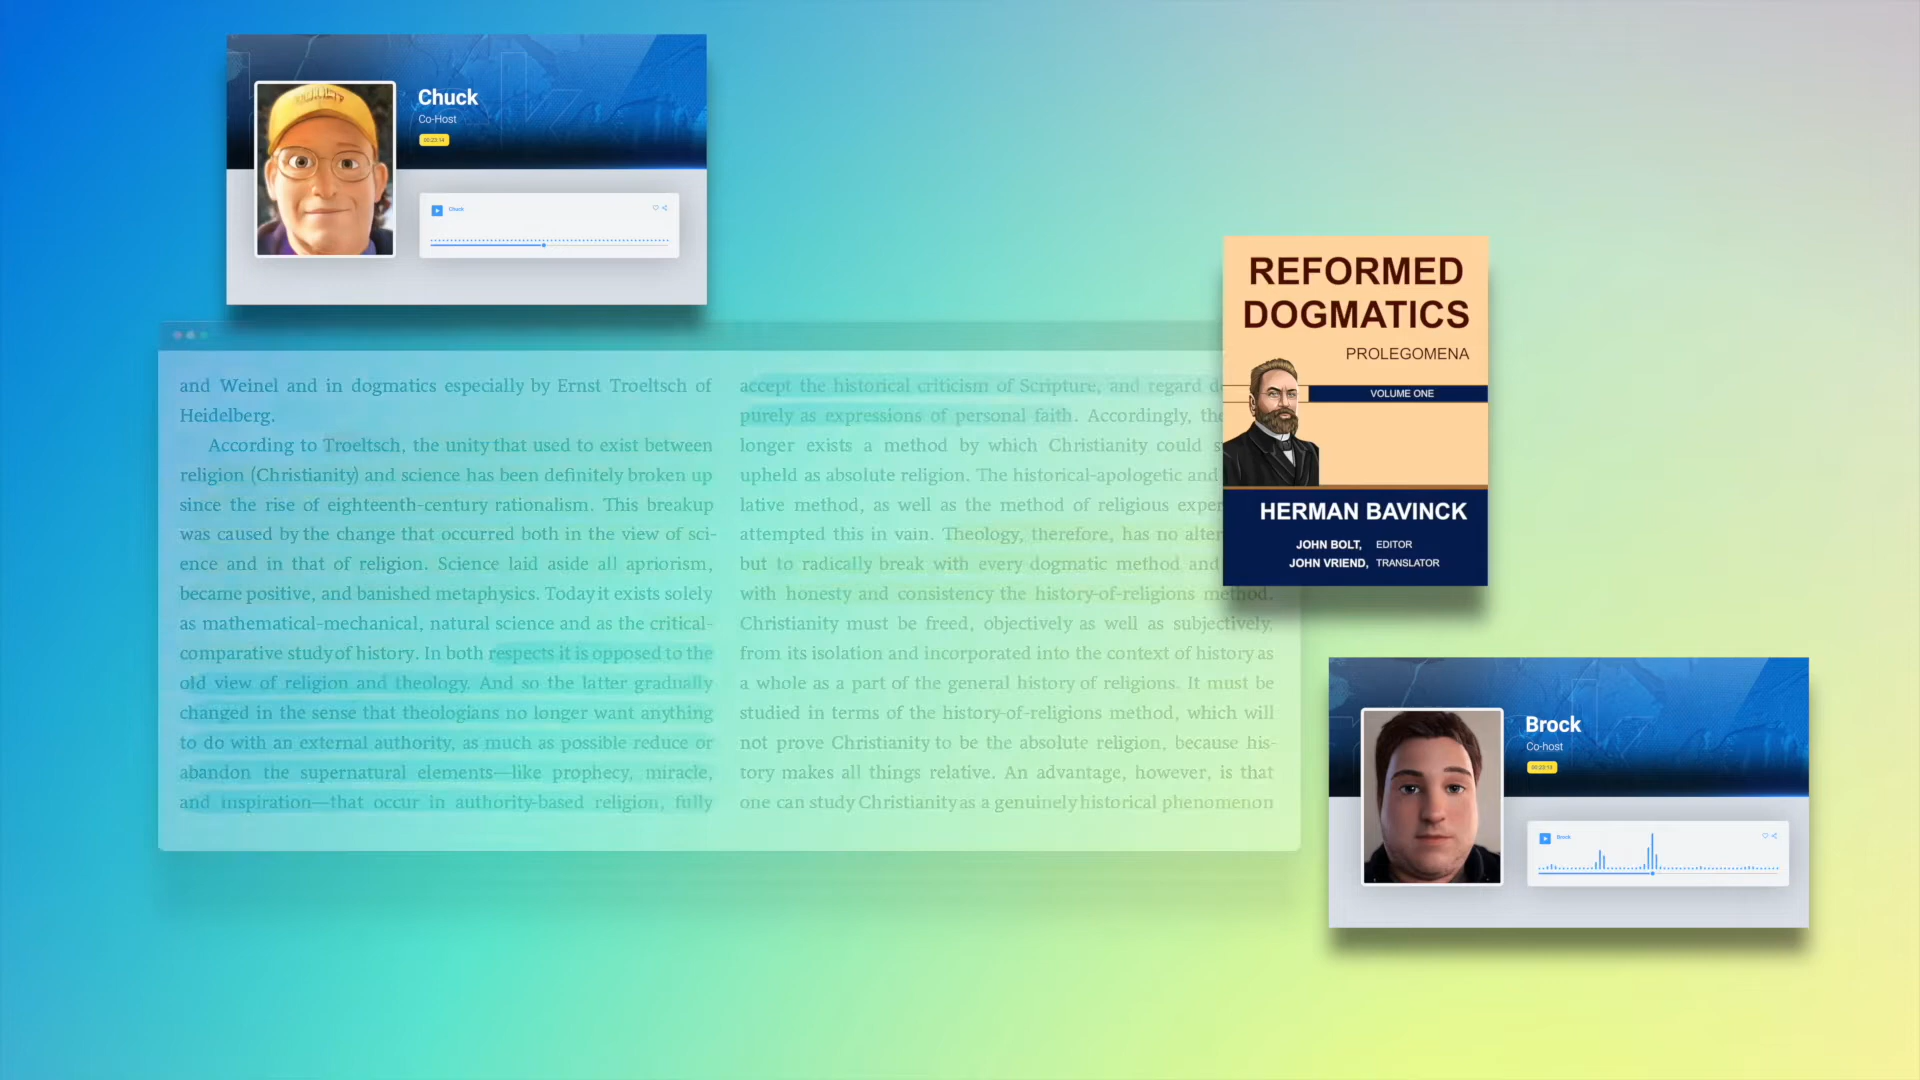 Chuck
Co-Host
00:23:14
Chuck
and Weinel and in dogmatics especially by Ernst Troeltsch of
Heidelberg.
According to Troeltsch, the unity that used to exist between
religion (Christianity) and science has been definitely broken up
since the rise of eighteenth-century rationalism. This breakup
was caused by the change that occurred both in the view of sci-
ence and in that of religion. Science laid aside all apriorism,
became positive, and banished metaphysics. Today it exists solely
as mathematical-mechanical, natural science and as the critical-
comparative study of history. In both respects it is opposed to the
old view of religion and theology. And so the latter gradually
changed in the sense that theologians no longer want anything
to do with an external authority, as much as possible reduce or
abandon the supernatural elements—like prophecy, miracle,
and inspiration—that occur in authority-based religion, fully
accept the historical criticism of Scripture, and regard
purely as expressions of personal faith. Accordingly,
longer exists a method by which Christianity could
upheld as absolute religion. The historical-apologetic and
lative method, as well as the method of religious
attempted this in vain. Theology, therefore, has no
but to radically break with every dogmatic method and
with honesty and consistency the history-of-religions method.
Christianity must be freed, objectively as well as subjectively,
from its isolation and incorporated into the context of history as
a whole as a part of the general history of religions. It must be
studied in terms of the history-of-religions method, which will
not prove Christianity to be the absolute religion, because his-
tory makes all things relative. An advantage, however, is that
one can study Christianity as a genuinely historical phenomenon
REFORMED
DOGMATICS
PROLEGOMENA
VOLUME ONE
HERMAN BAVINCK
JOHN BOLT, EDITOR
JOHN VRIEND, TRANSLATOR
Brock
Co-host
00:23:14
Brock